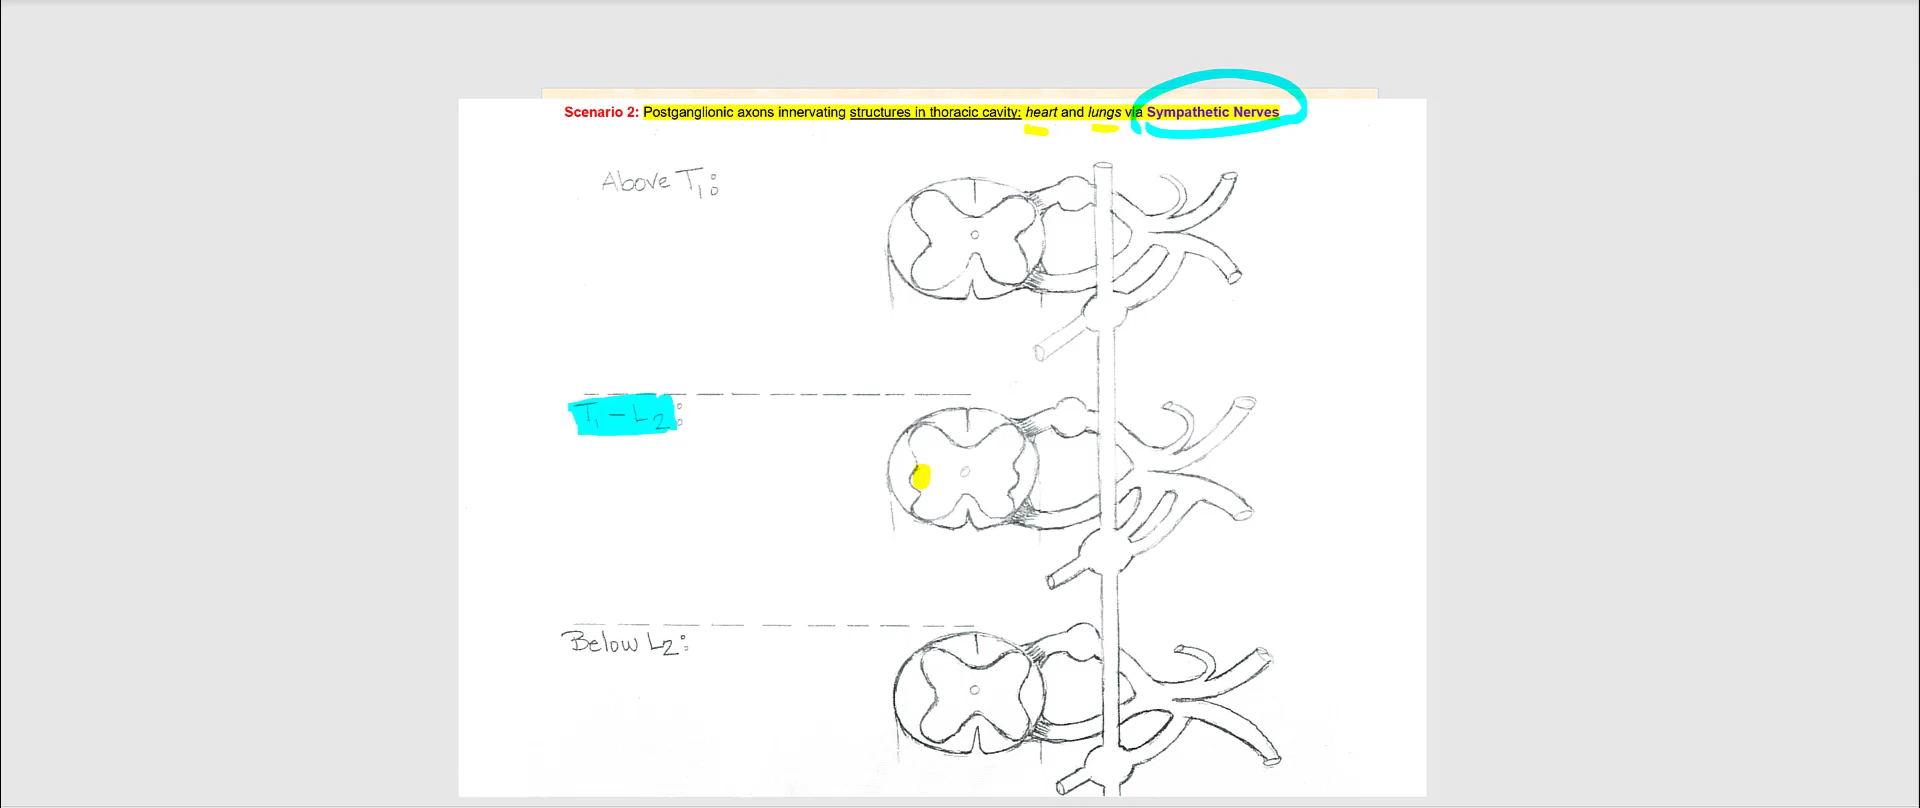 Scenario 2: Postganglionic axons innervating structures in thoracic cavity: heart and lungs via Sympathetic Nerves
Above T1:
T1 - L2:
Below L2: